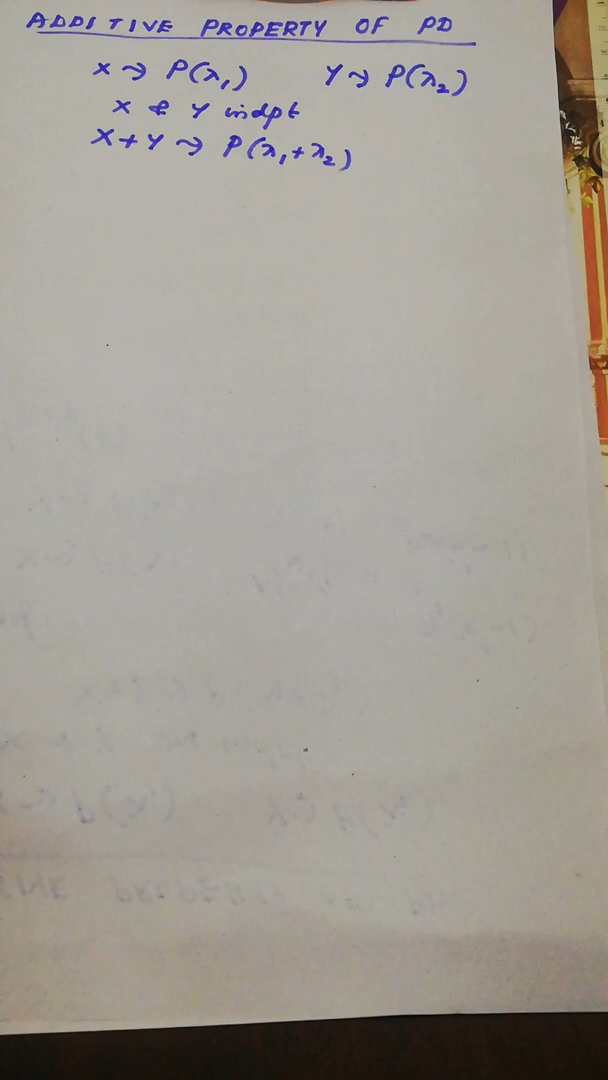 ADDITIVE PROPERTY OF PD
X → P(λ₁) Y → P(λ₂)
X & Y indpt
X + Y → P(λ₁+λ₂)